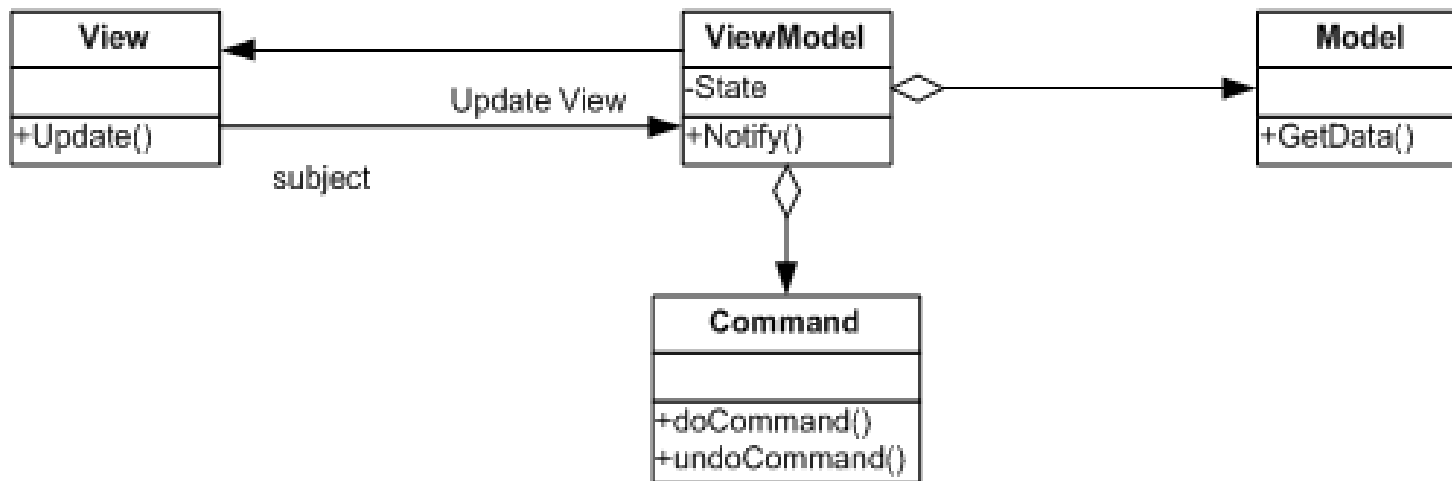 View
+Update()
Update View
subject
ViewModel
-State
+Notify()
Model
+GetData()
Command
+doCommand()
+undoCommand()